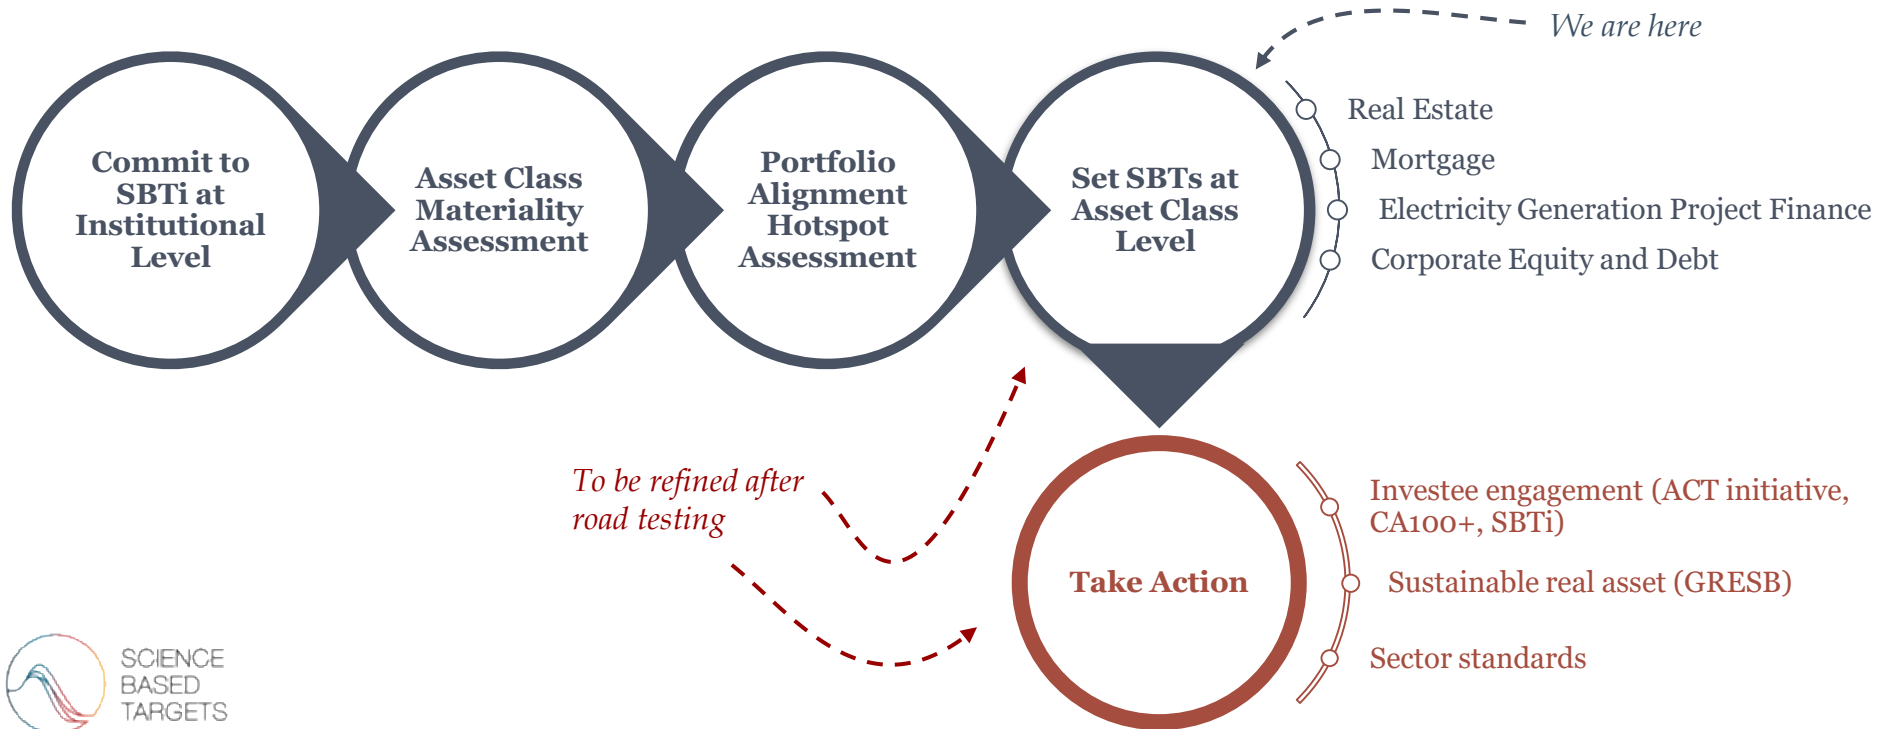 We are here
Commit to
SBTi at
Institutional
Level
Asset Class
Materiality
Assessment
Portfolio
Alignment
Hotspot
Assessment
Set SBTs at
Asset Class
Level
Real Estate
Mortgage
Electricity Generation Project Finance
Corporate Equity and Debt
To be refined after
road testing
Take Action
Investee engagement (ACT initiative,
CA100+, SBTi)
Sustainable real asset (GRESB)
Sector standards
SCIENCE
BASED
TARGETS